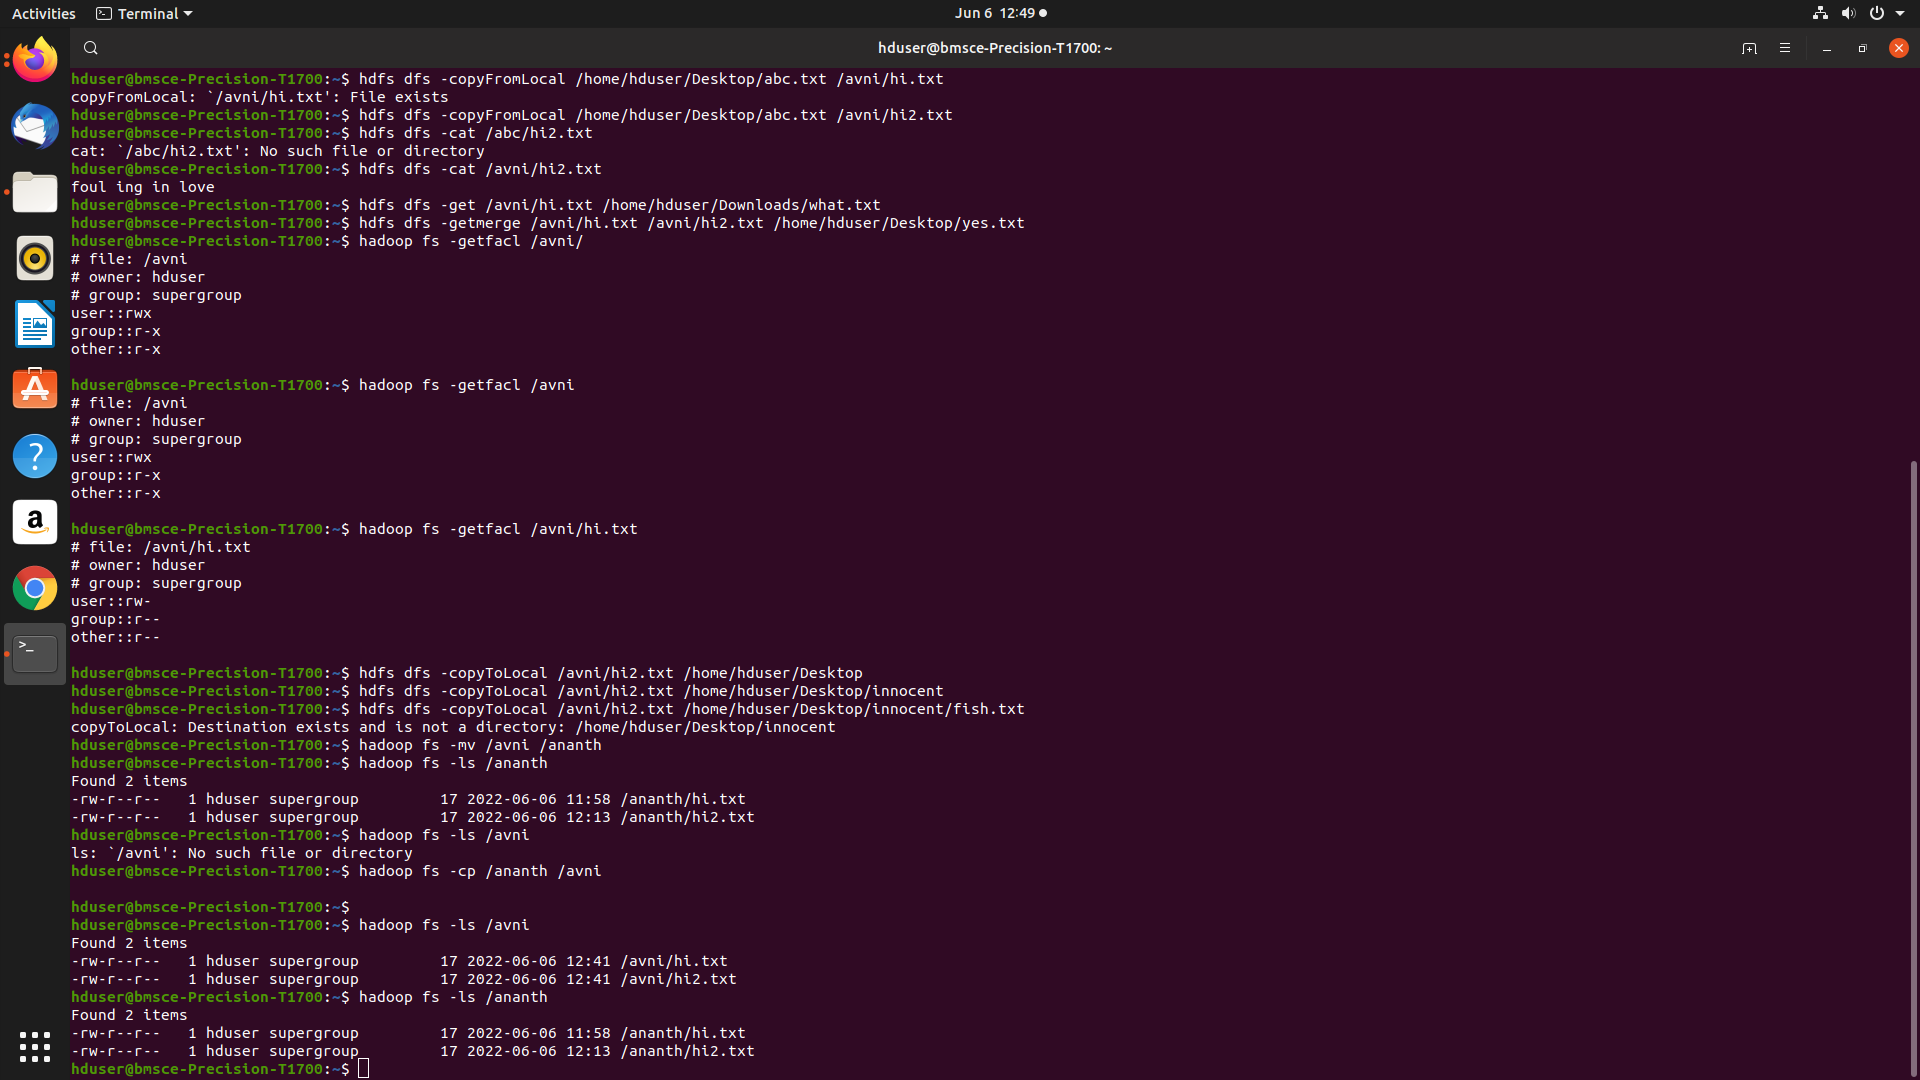 Activities Terminal Jun 6 12:49
hduser@bmsce-Precision-T1700: ~
hduser@bmsce-Precision-T1700:~$ hdfs dfs -copyFromLocal /home/hduser/Desktop/abc.txt /avni/hi.txt
copyFromLocal: `/avni/hi.txt': File exists
hduser@bmsce-Precision-T1700:~$ hdfs dfs -copyFromLocal /home/hduser/Desktop/abc.txt /avni/hi2.txt
hduser@bmsce-Precision-T1700:~$ hdfs dfs -cat /abc/hi2.txt
cat: `/abc/hi2.txt': No such file or directory
hduser@bmsce-Precision-T1700:~$ hdfs dfs -cat /avni/hi2.txt
foul ing in love
hduser@bmsce-Precision-T1700:~$ hdfs dfs -get /avni/hi.txt /home/hduser/Downloads/what.txt
hduser@bmsce-Precision-T1700:~$ hdfs dfs -getmerge /avni/hi.txt /avni/hi2.txt /home/hduser/Desktop/yes.txt
hduser@bmsce-Precision-T1700:~$ hadoop fs -getfacl /avni/
# file: /avni
# owner: hduser
# group: supergroup
user::rwx
group::r-x
other::r-x
hduser@bmsce-Precision-T1700:~$ hadoop fs -getfacl /avni
# file: /avni
# owner: hduser
# group: supergroup
user::rwx
group::r-x
other::r-x
hduser@bmsce-Precision-T1700:~$ hadoop fs -getfacl /avni/hi.txt
# file: /avni/hi.txt
# owner: hduser
# group: supergroup
user::rw-
group::r--
other::r--
hduser@bmsce-Precision-T1700:~$ hdfs dfs -copyToLocal /avni/hi2.txt /home/hduser/Desktop
hduser@bmsce-Precision-T1700:~$ hdfs dfs -copyToLocal /avni/hi2.txt /home/hduser/Desktop/innocent
hduser@bmsce-Precision-T1700:~$ hdfs dfs -copyToLocal /avni/hi2.txt /home/hduser/Desktop/innocent/fish.txt
copyToLocal: Destination exists and is not a directory: /home/hduser/Desktop/innocent
hduser@bmsce-Precision-T1700:~$ hadoop fs -mv /avni /ananth
hduser@bmsce-Precision-T1700:~$ hadoop fs -ls /ananth
Found 2 items
-rw-r--r--   1 hduser supergroup         17 2022-06-06 11:58 /ananth/hi.txt
-rw-r--r--   1 hduser supergroup         17 2022-06-06 12:13 /ananth/hi2.txt
hduser@bmsce-Precision-T1700:~$ hadoop fs -ls /avni
ls: `/avni': No such file or directory
hduser@bmsce-Precision-T1700:~$ hadoop fs -cp /ananth /avni
hduser@bmsce-Precision-T1700:~$
hduser@bmsce-Precision-T1700:~$ hadoop fs -ls /avni
Found 2 items
-rw-r--r--   1 hduser supergroup         17 2022-06-06 12:41 /avni/hi.txt
-rw-r--r--   1 hduser supergroup         17 2022-06-06 12:41 /avni/hi2.txt
hduser@bmsce-Precision-T1700:~$ hadoop fs -ls /ananth
Found 2 items
-rw-r--r--   1 hduser supergroup         17 2022-06-06 11:58 /ananth/hi.txt
-rw-r--r--   1 hduser supergroup         17 2022-06-06 12:13 /ananth/hi2.txt
hduser@bmsce-Precision-T1700:~$